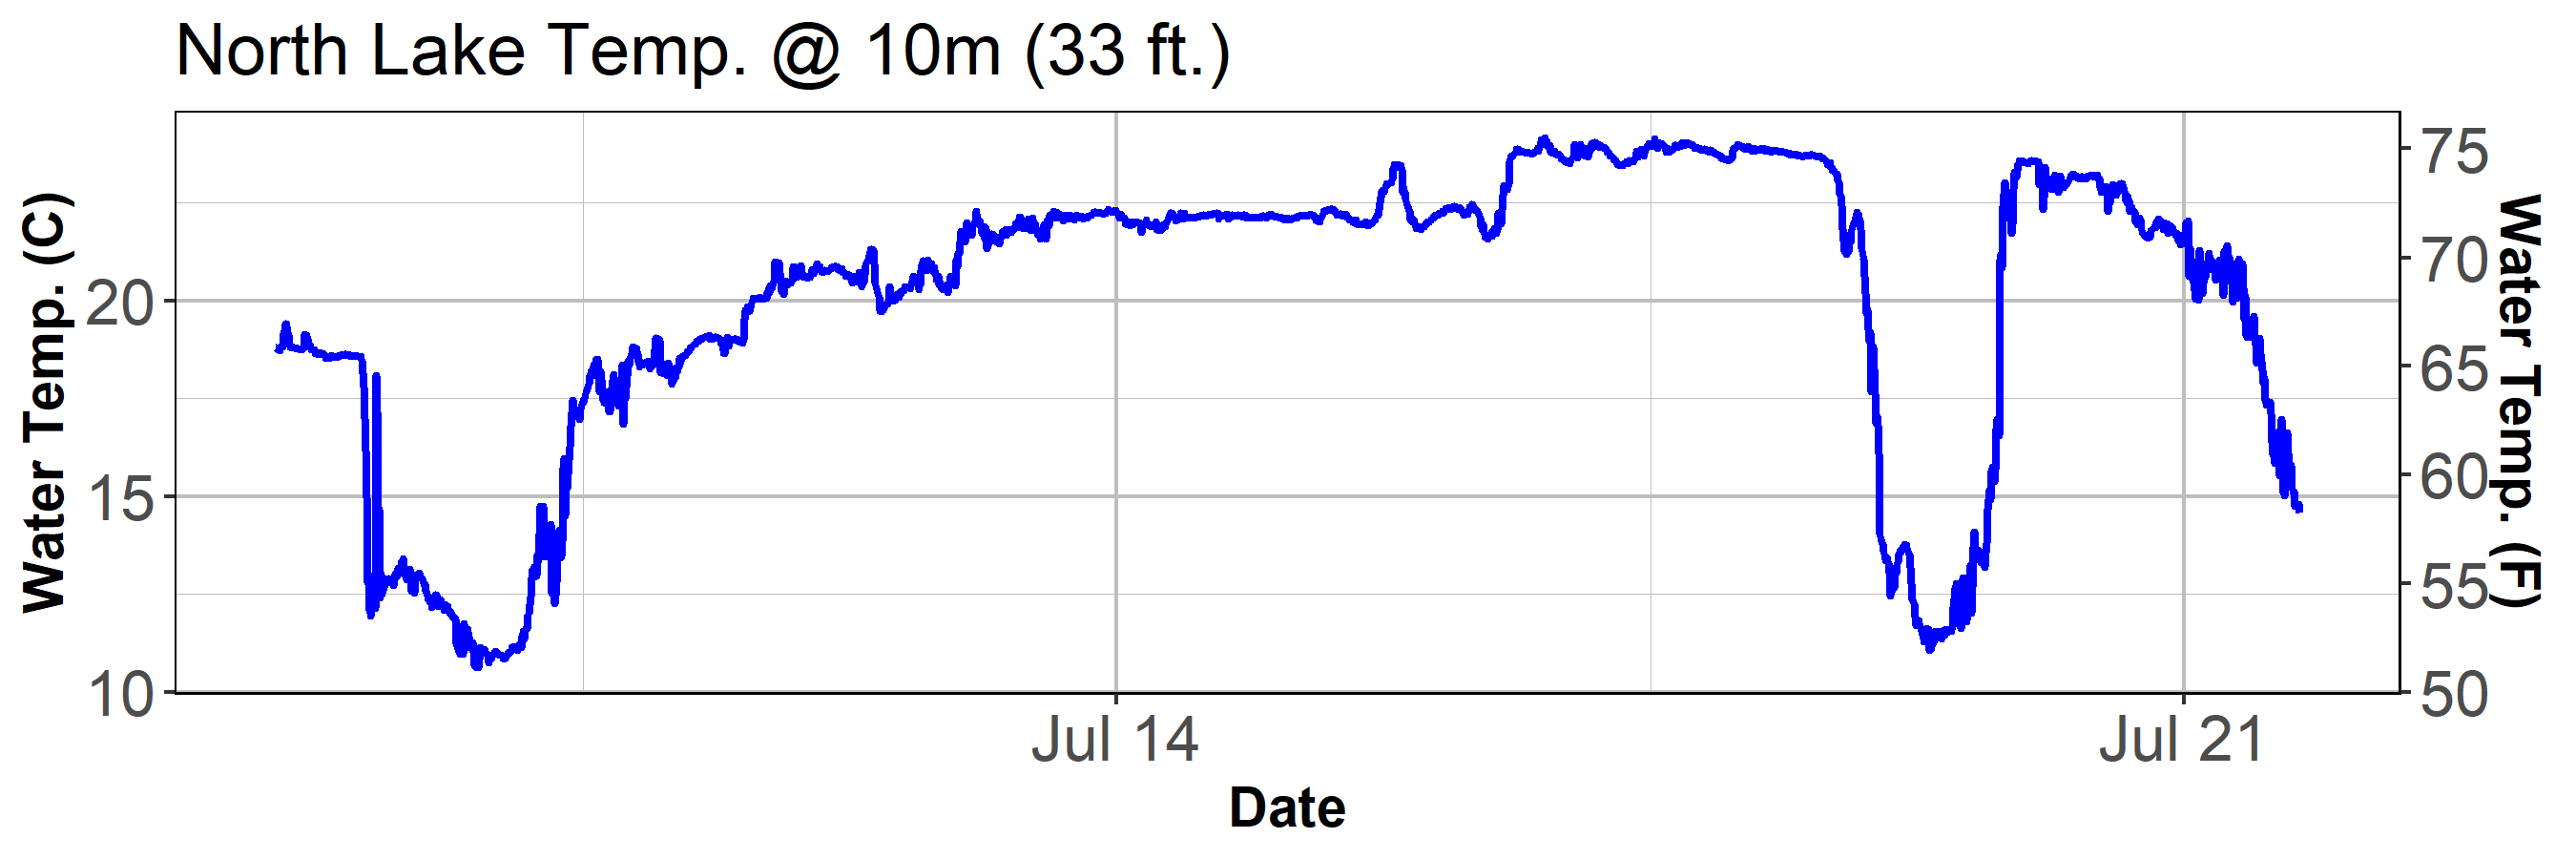 North Lake Temp. @ 10m (33 ft.)
Water Temp. (C)
20
15
10
75
70
65
60
55
50
Water Temp. (F)
Jul 14
Jul 21
Date